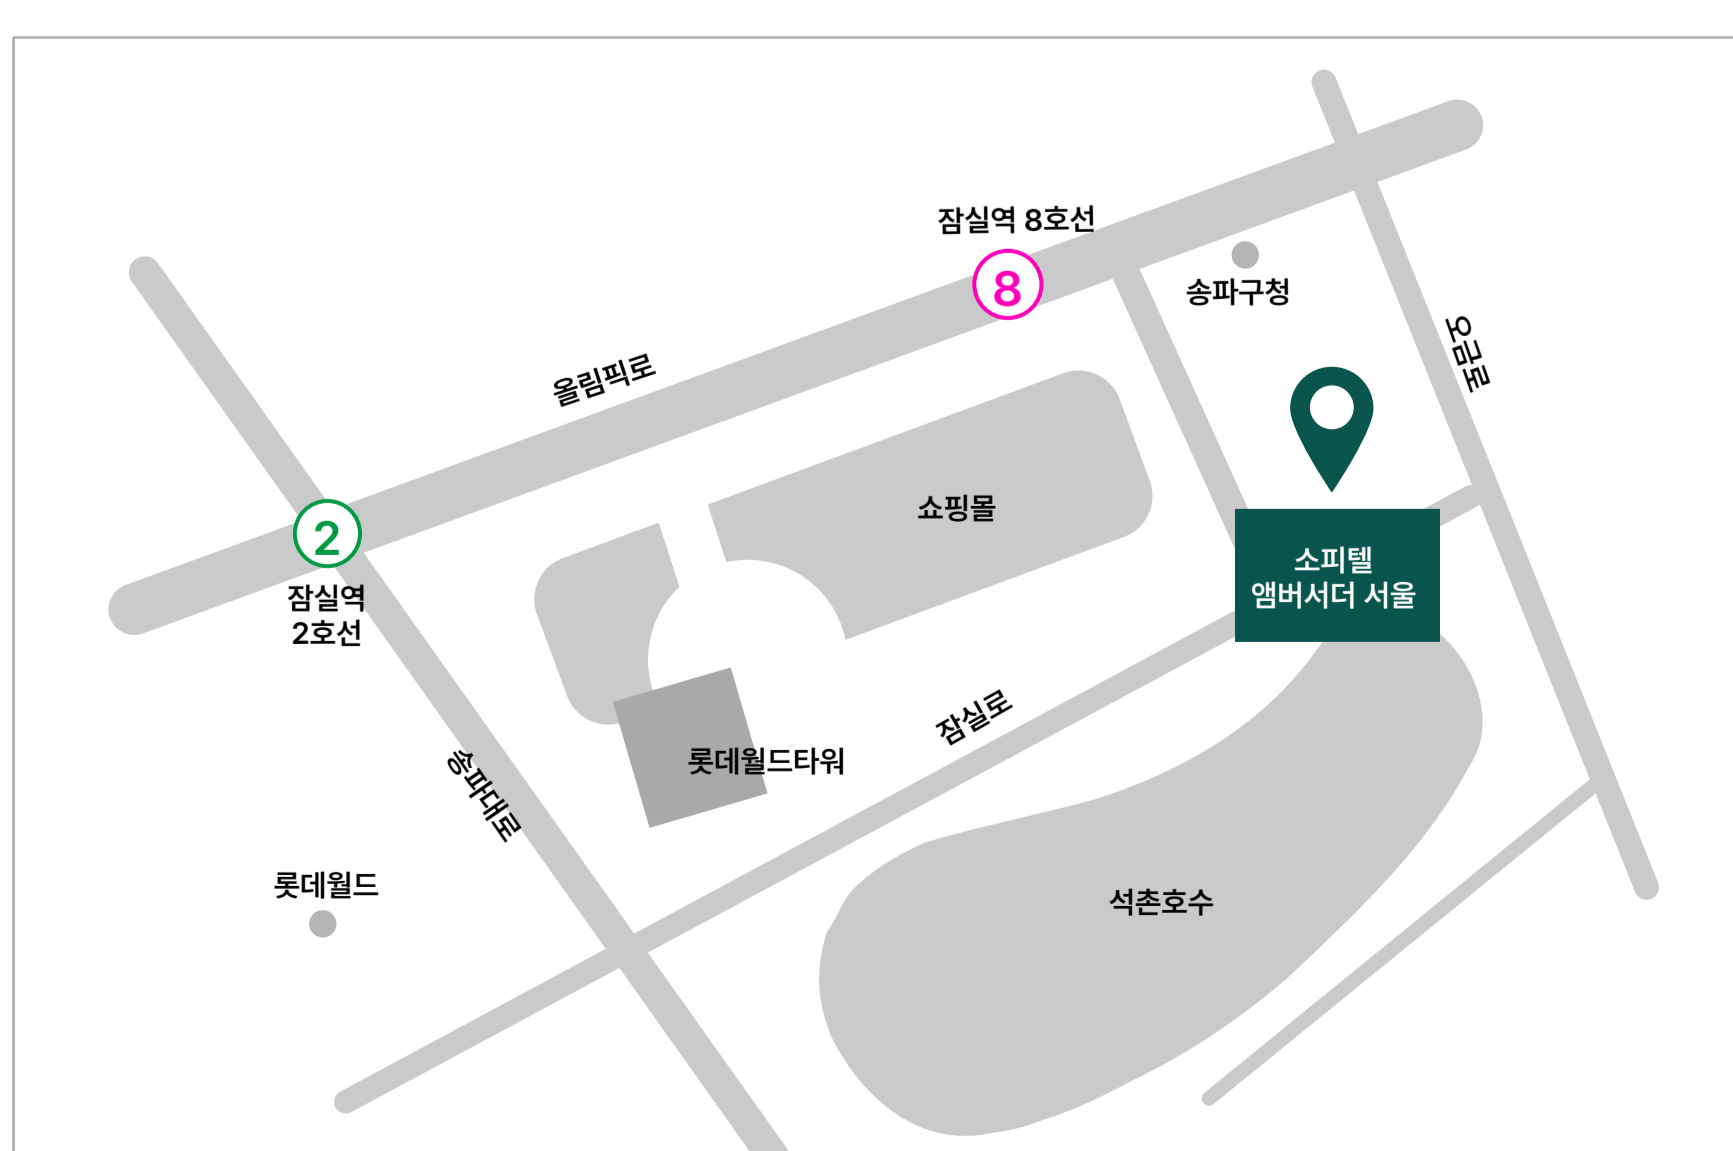 잠실역 8호선
8
송파구청
오금로
올림픽로
쇼핑몰
2
잠실역
2호선
소피텔
앰버서더 서울
잠실로
롯데월드타워
송파대로
롯데월드
석촌호수